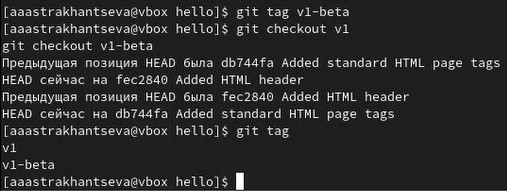 [aaastrakhantseva@vbox hello]$ git tag v1-beta
[aaastrakhantseva@vbox hello]$ git checkout v1
git checkout v1-beta
Предыдущая позиция HEAD была db744fa Added standard HTML page tags
HEAD сейчас на fec2840 Added HTML header
Предыдущая позиция HEAD была fec2840 Added HTML header
HEAD сейчас на db744fa Added standard HTML page tags
[aaastrakhantseva@vbox hello]$ git tag
v1
v1-beta
[aaastrakhantseva@vbox hello]$